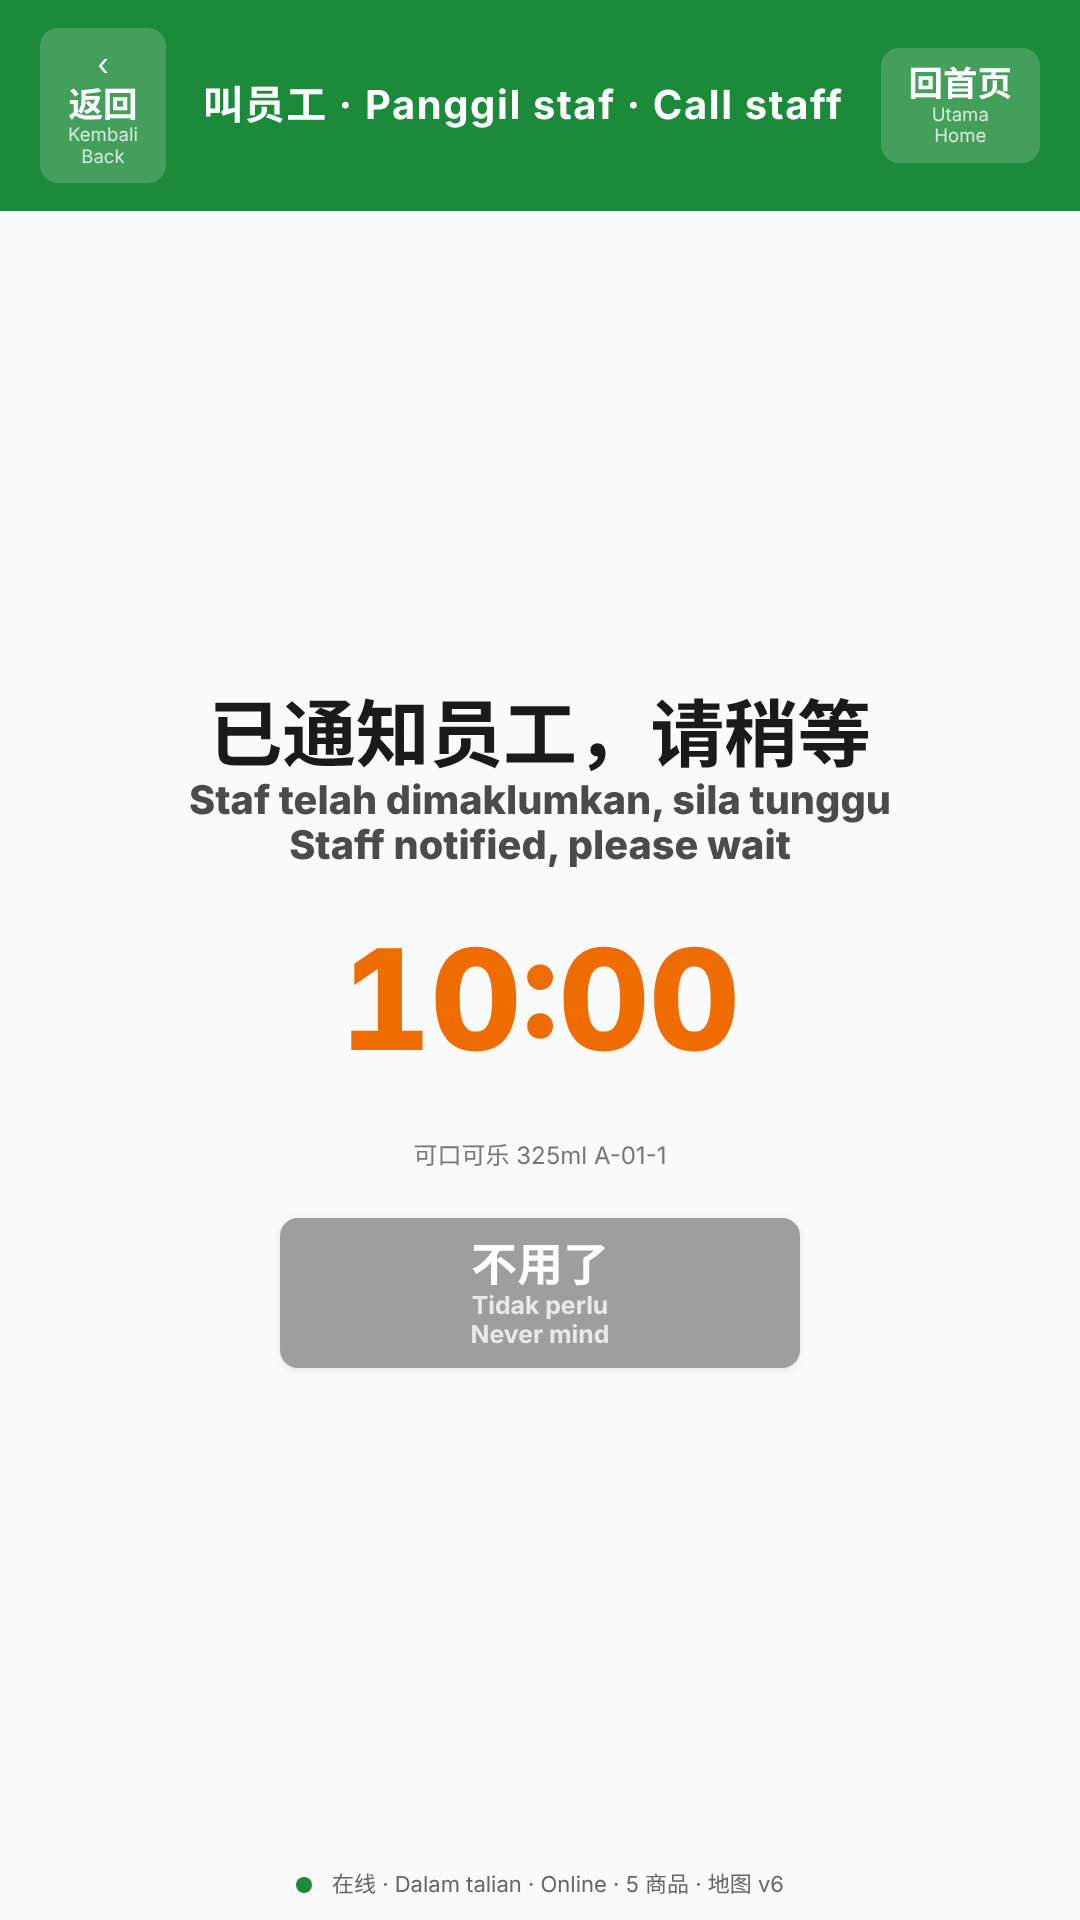 ‹
返回
Kembali
Back
叫员工 · Panggil staf · Call staff
回首页
Utama
Home
已通知员工，请稍等
Staf telah dimaklumkan, sila tunggu
Staff notified, please wait
10:00
可口可乐 325ml A-01-1
不用了
Tidak perlu
Never mind
在线 · Dalam talian · Online · 5 商品 · 地图 v6